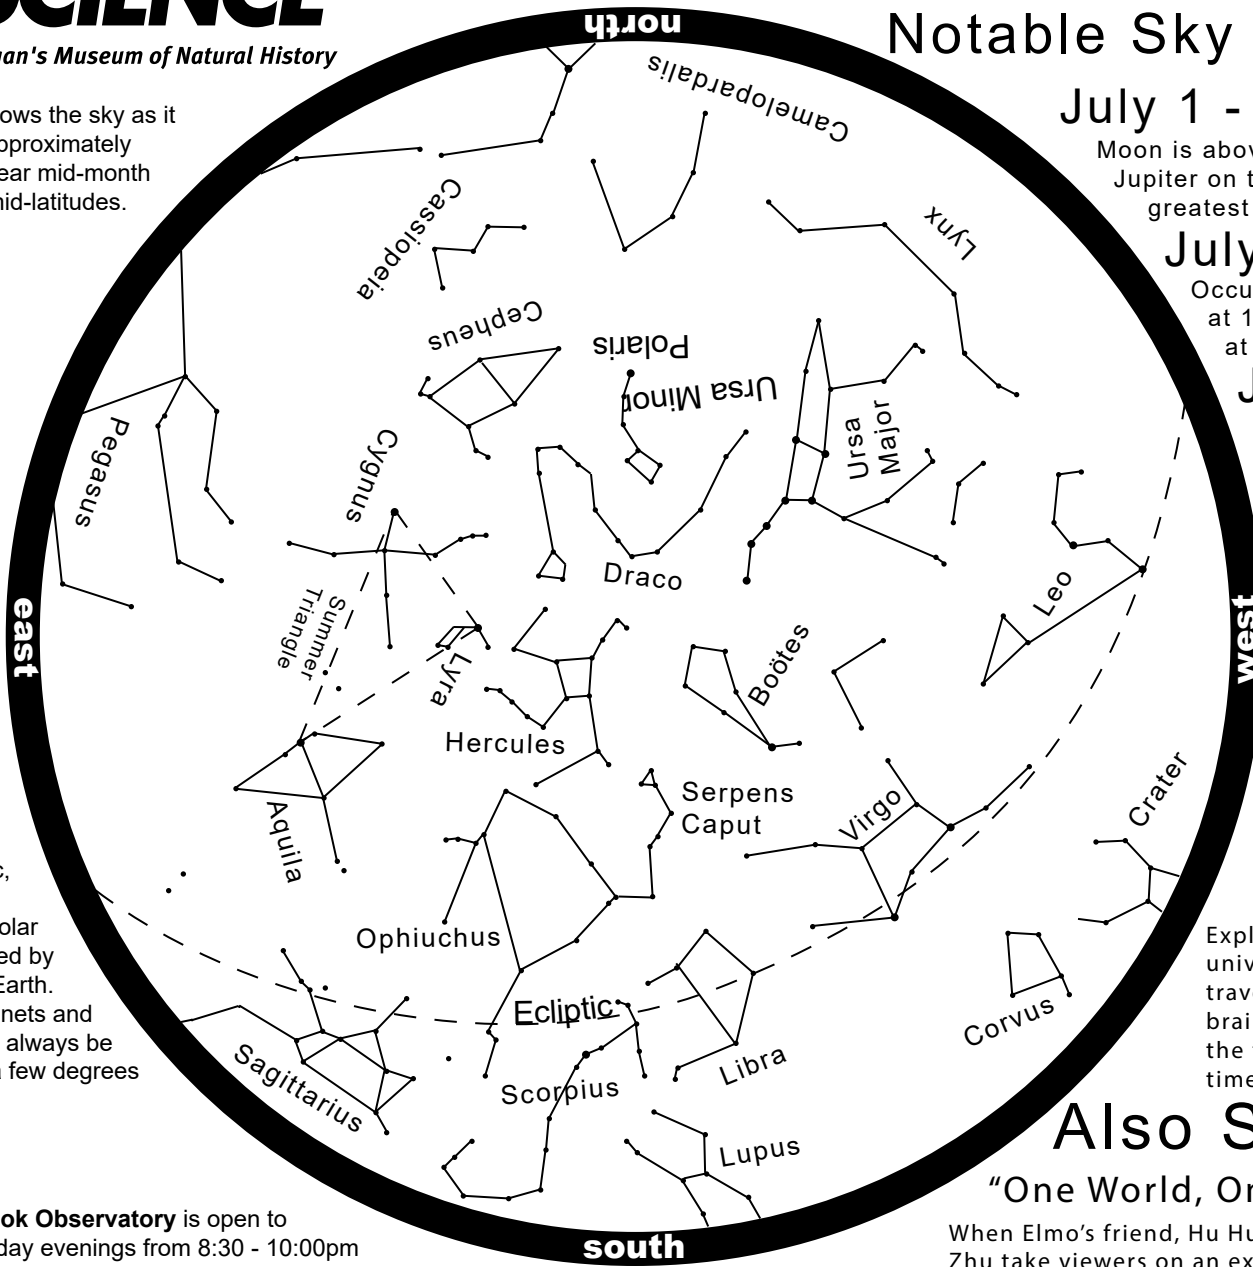 SCIENCE
an's Museum of Natural History
ows the sky as it
pproximately
ear mid-month
id-latitudes.
Notable Sky
July 1 -
Moon is abov
Jupiter on t
greatest
July
Occu
at 1
at
J
north
Camelopardalis
Cassiopeia
Lynx
Cepheus
Polaris
Ursa Minor
Ursa
Major
Pegasus
Cygnus
Draco
Leo
east
west
Summer
Triangle
Lyra
Boötes
Hercules
Serpens
Caput
Virgo
Crater
Aquila
Ophiuchus
Ecliptic
Corvus
Sagittarius
Scorpius
Libra
Lupus
south
c,
olar
ed by
Earth.
nets and
always be
a few degrees
ok Observatory is open to
day evenings from 8:30 - 10:00pm
Expl
univ
trav
brai
the
time
Also S
“One World, On
When Elmo’s friend, Hu Hu
Zhu take viewers on an ex